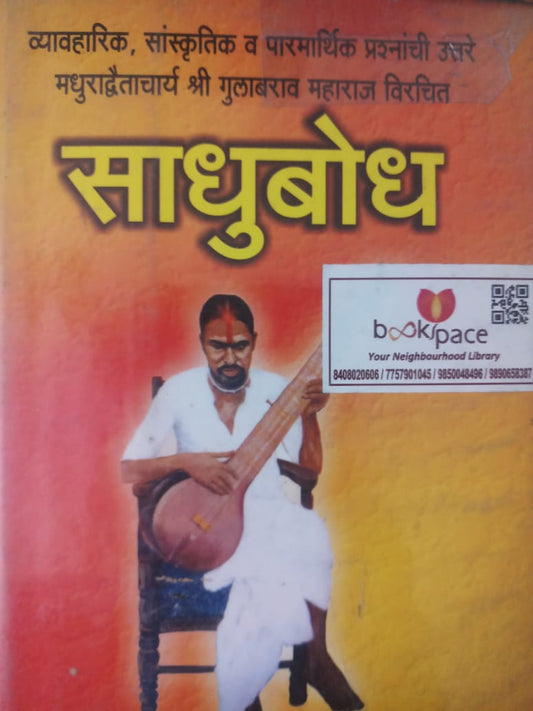 व्यावहारिक, सांस्कृतिक व पारमार्थिक प्रश्नांची उत्तरे
मधुराद्वैताचार्य श्री गुलाबराव महाराज विरचित
साधुबोध
bookspace
Your Neighbourhood Library
8408020606 / 7757901045 / 9850048496 / 9890658387